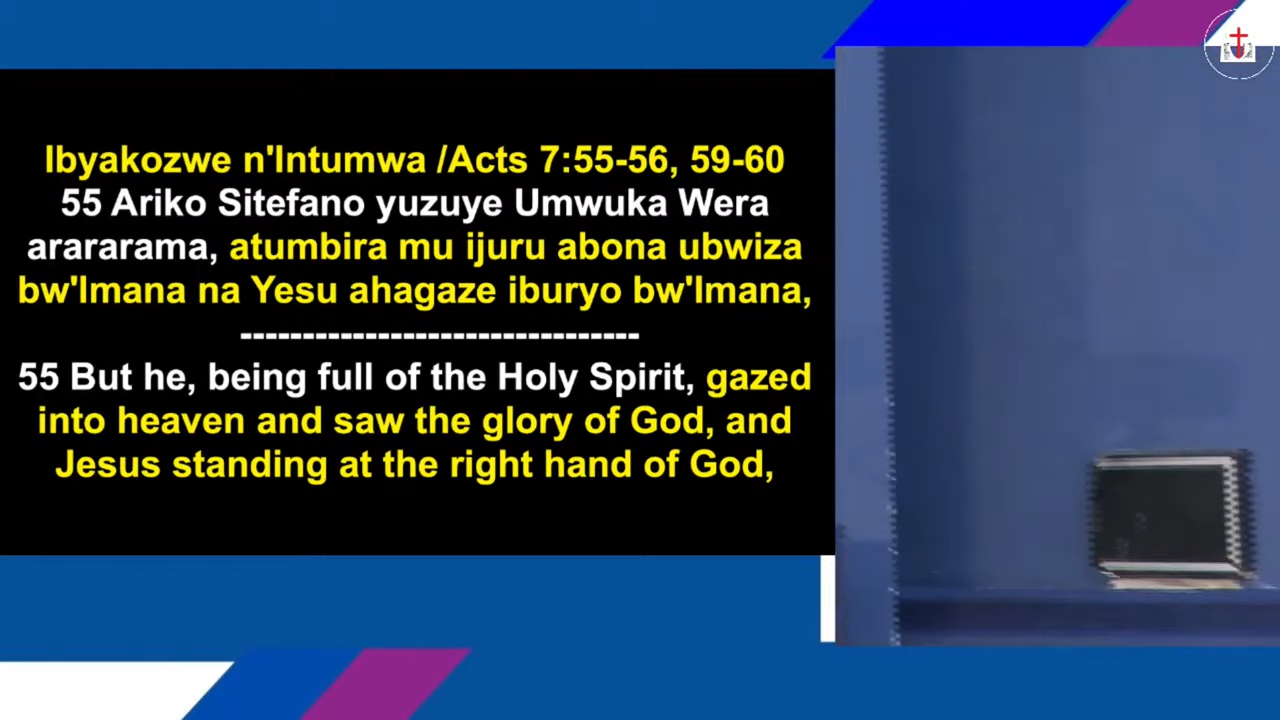 Ibyakozwe n'Intumwa /Acts 7:55-56, 59-60
55 Ariko Sitefano yuzuye Umwuka Wera
arararama, atumbira mu ijuru abona ubwiza
bw'Imana na Yesu ahagaze iburyo bw'Imana,
--------------------------------
55 But he, being full of the Holy Spirit, gazed
into heaven and saw the glory of God, and
Jesus standing at the right hand of God,